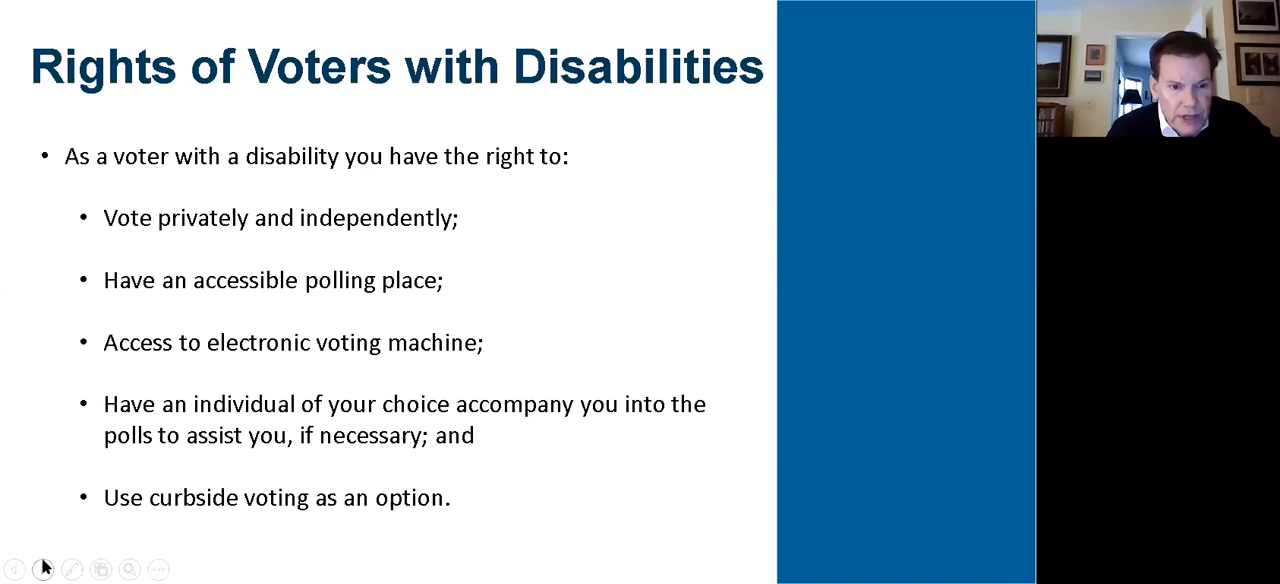 Rights of Voters with Disabilities
• As a voter with a disability you have the right to:
• Vote privately and independently;
• Have an accessible polling place;
• Access to electronic voting machine;
• Have an individual of your choice accompany you into the
polls to assist you, if necessary; and
• Use curbside voting as an option.